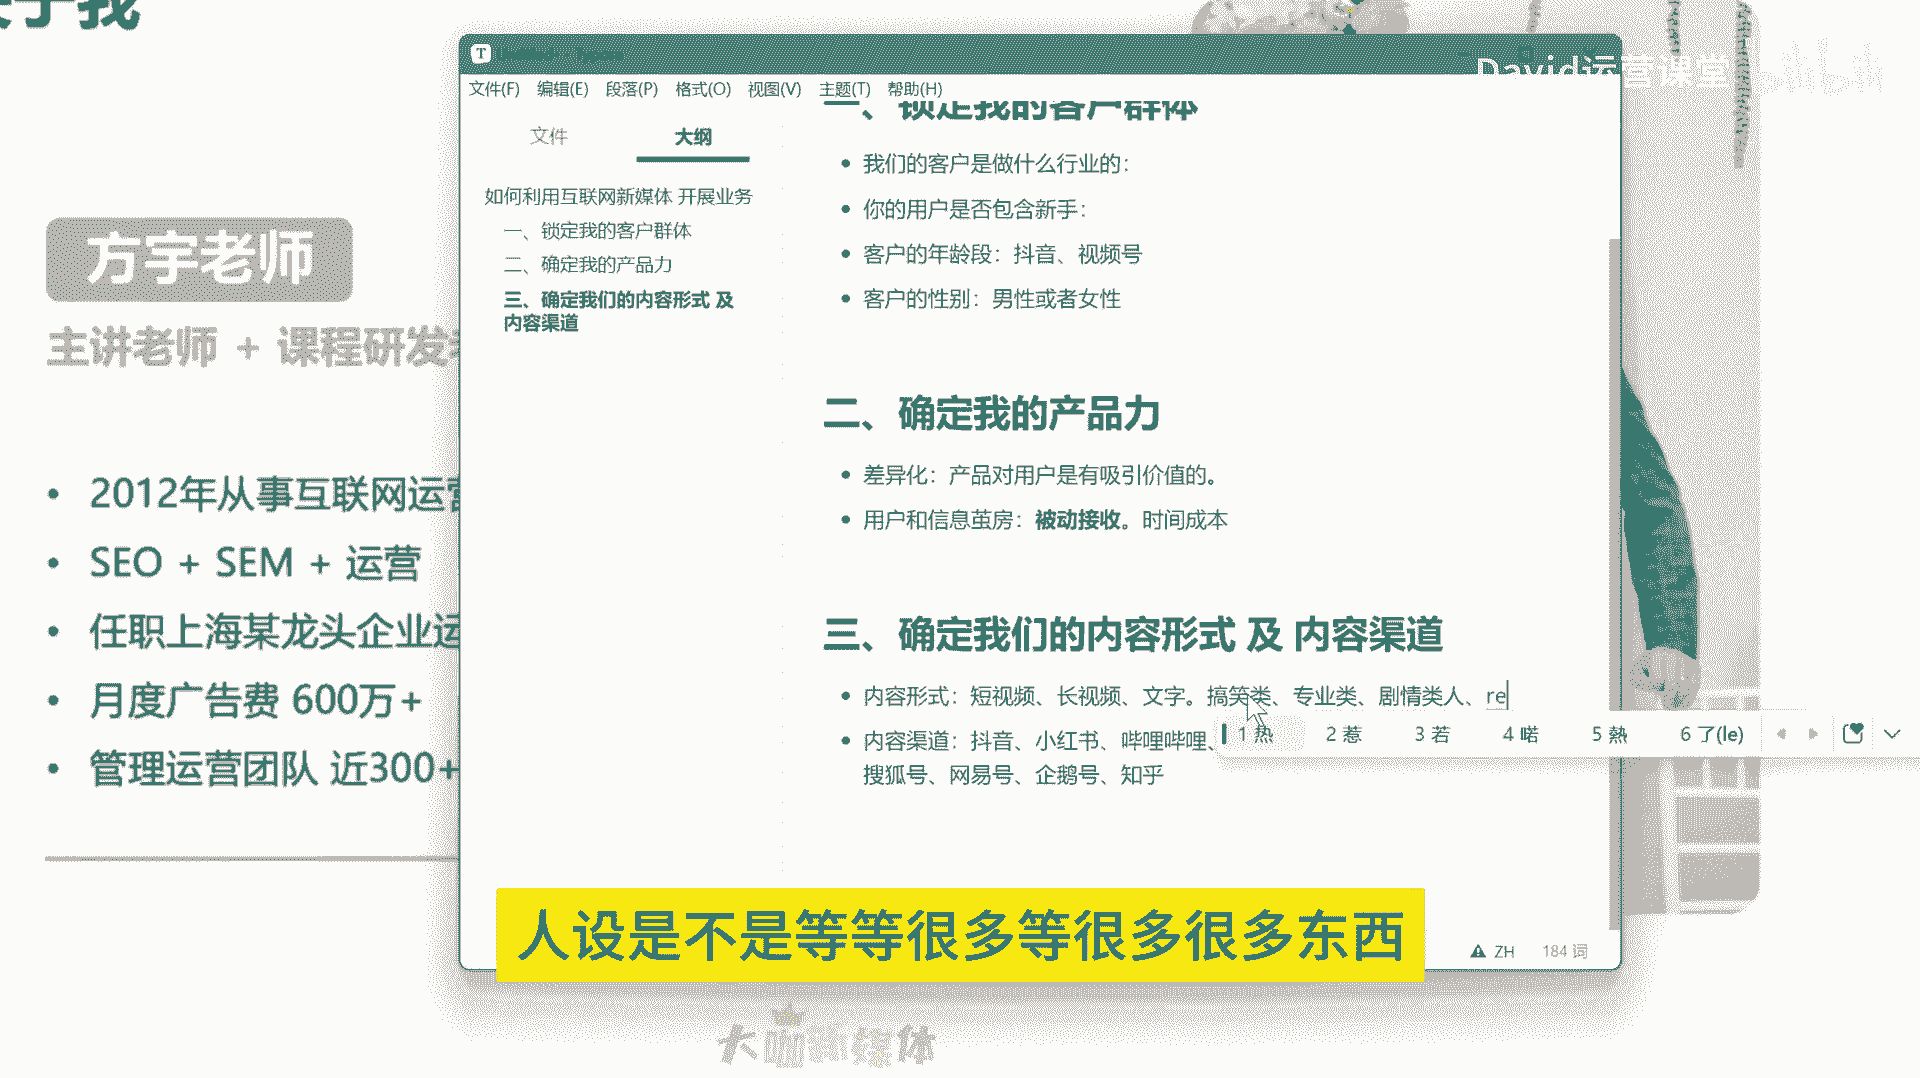 于我
David运营课堂
bilibili
文件(F) 编辑(E) 段落(P) 格式(O) 视图(V) 主题(T) 帮助(H)
文件 大纲
如何利用互联网新媒体 开展业务
一、锁定我的客户群体
二、确定我的产品力
三、确定我们的内容形式 及
内容渠道
一、锁定我的客户群体
我们的客户是做什么行业的：
你的用户是否包含新手：
客户的年龄段：抖音、视频号
客户的性别：男性或者女性
二、确定我的产品力
差异化：产品对用户是有吸引价值的。
用户和信息茧房：被动接收。时间成本
三、确定我们的内容形式 及 内容渠道
内容形式：短视频、长视频、文字。搞笑类、专业类、剧情类人、re
内容渠道：抖音、小红书、哔哩哔哩、
搜狐号、网易号、企鹅号、知乎
1 热 2 惹 3 若 4 喏 5 熱 6 了(le)
ZH 184 词
方宇老师
主讲老师 + 课程研发
2012年从事互联网运营
SEO + SEM + 运营
任职上海某龙头企业运
月度广告费 600万+
管理运营团队 近300+
人设是不是等等很多等很多很多东西
大咖新媒体